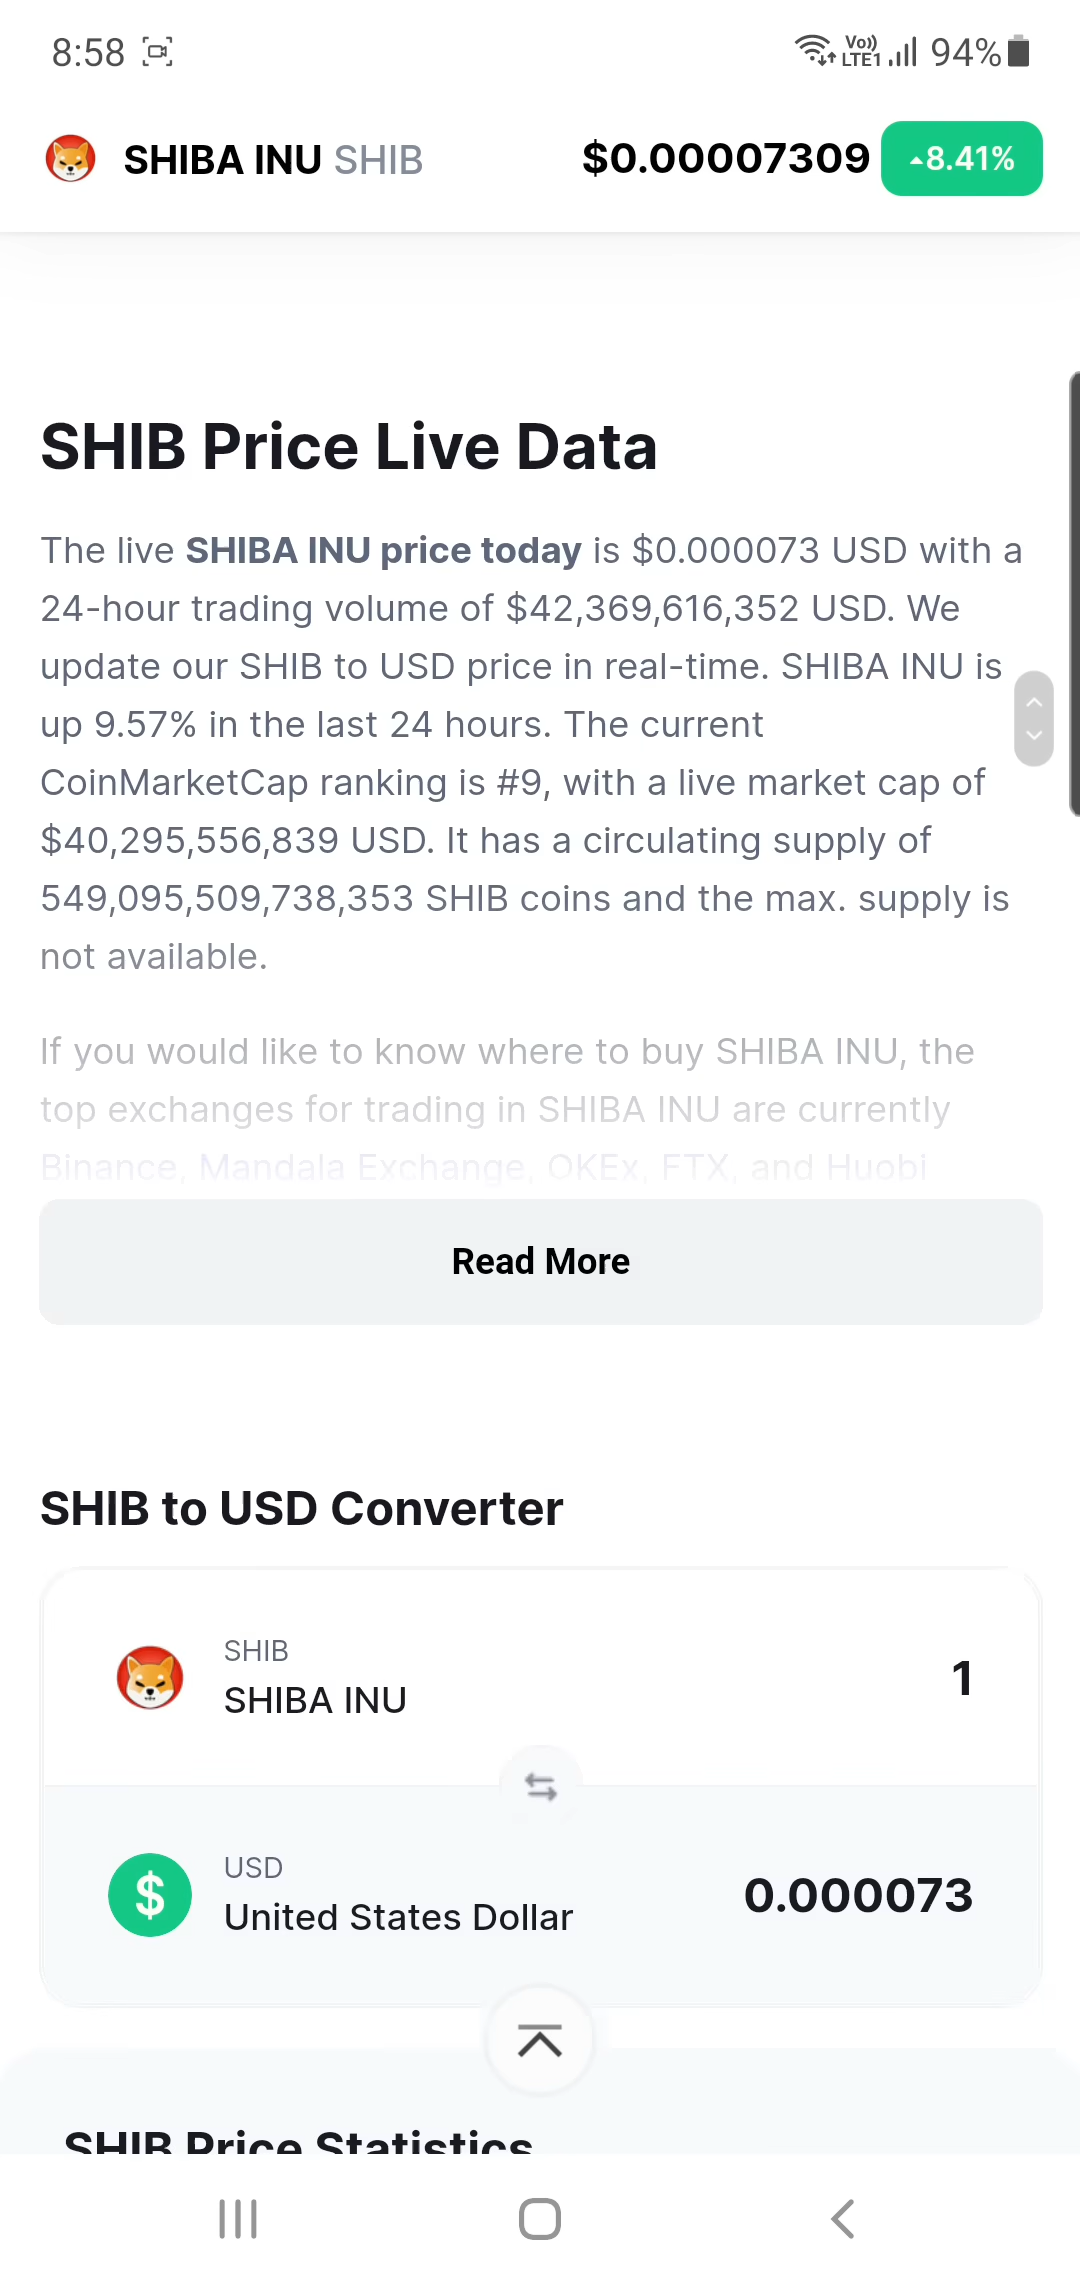 8:58 Vo)) LTE1 94%
SHIBA INU SHIB $0.00007309 8.41%
SHIB Price Live Data
The live SHIBA INU price today is $0.000073 USD with a
24-hour trading volume of $42,369,616,352 USD. We
update our SHIB to USD price in real-time. SHIBA INU is
up 9.57% in the last 24 hours. The current
CoinMarketCap ranking is #9, with a live market cap of
$40,295,556,839 USD. It has a circulating supply of
549,095,509,738,353 SHIB coins and the max. supply is
not available.
If you would like to know where to buy SHIBA INU, the
top exchanges for trading in SHIBA INU are currently
Binance, Mandala Exchange, OKEx, FTX, and Huobi
Read More
SHIB to USD Converter
SHIB
SHIBA INU 1
USD
United States Dollar 0.000073
SHIB Price Statistics